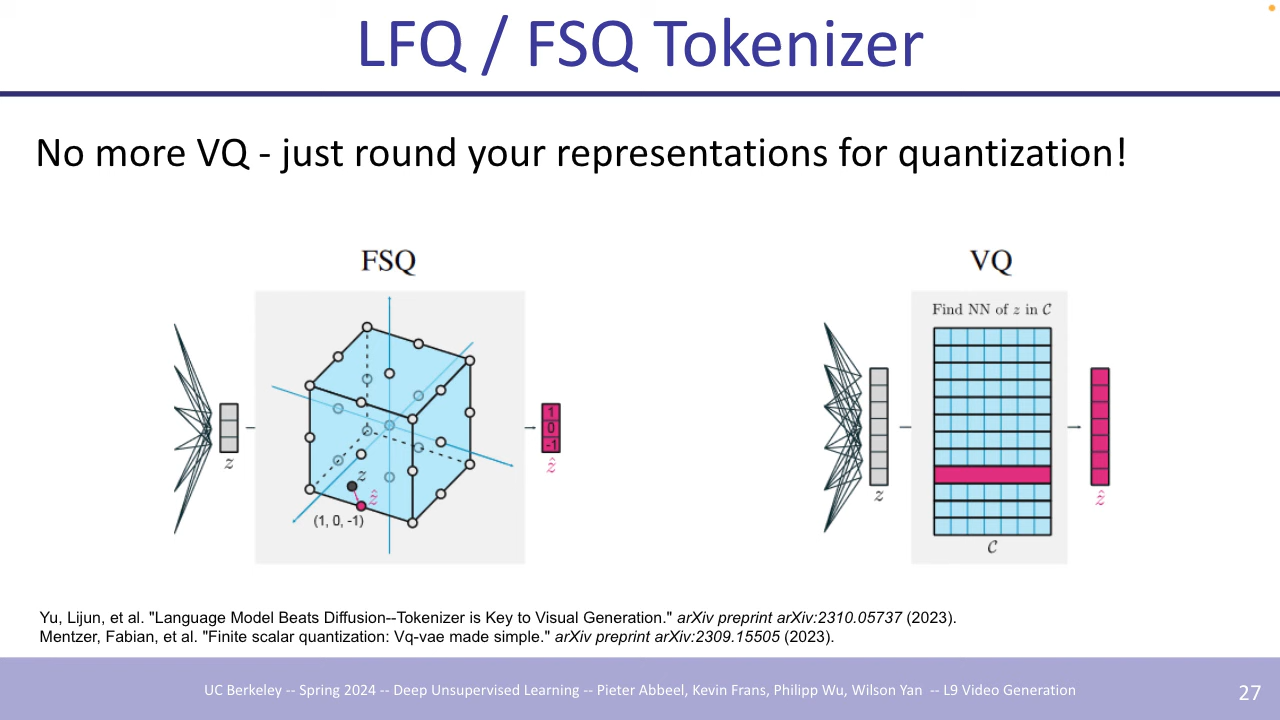 LFQ / FSQ Tokenizer
No more VQ - just round your representations for quantization!
FSQ
z
z
ẑ
(1, 0, -1)
1
0
-1
ẑ
VQ
Find NN of z in 𝒞
z
𝒞
ẑ
Yu, Lijun, et al. "Language Model Beats Diffusion--Tokenizer is Key to Visual Generation." arXiv preprint arXiv:2310.05737 (2023).
Mentzer, Fabian, et al. "Finite scalar quantization: Vq-vae made simple." arXiv preprint arXiv:2309.15505 (2023).
UC Berkeley -- Spring 2024 -- Deep Unsupervised Learning -- Pieter Abbeel, Kevin Frans, Philipp Wu, Wilson Yan -- L9 Video Generation
27